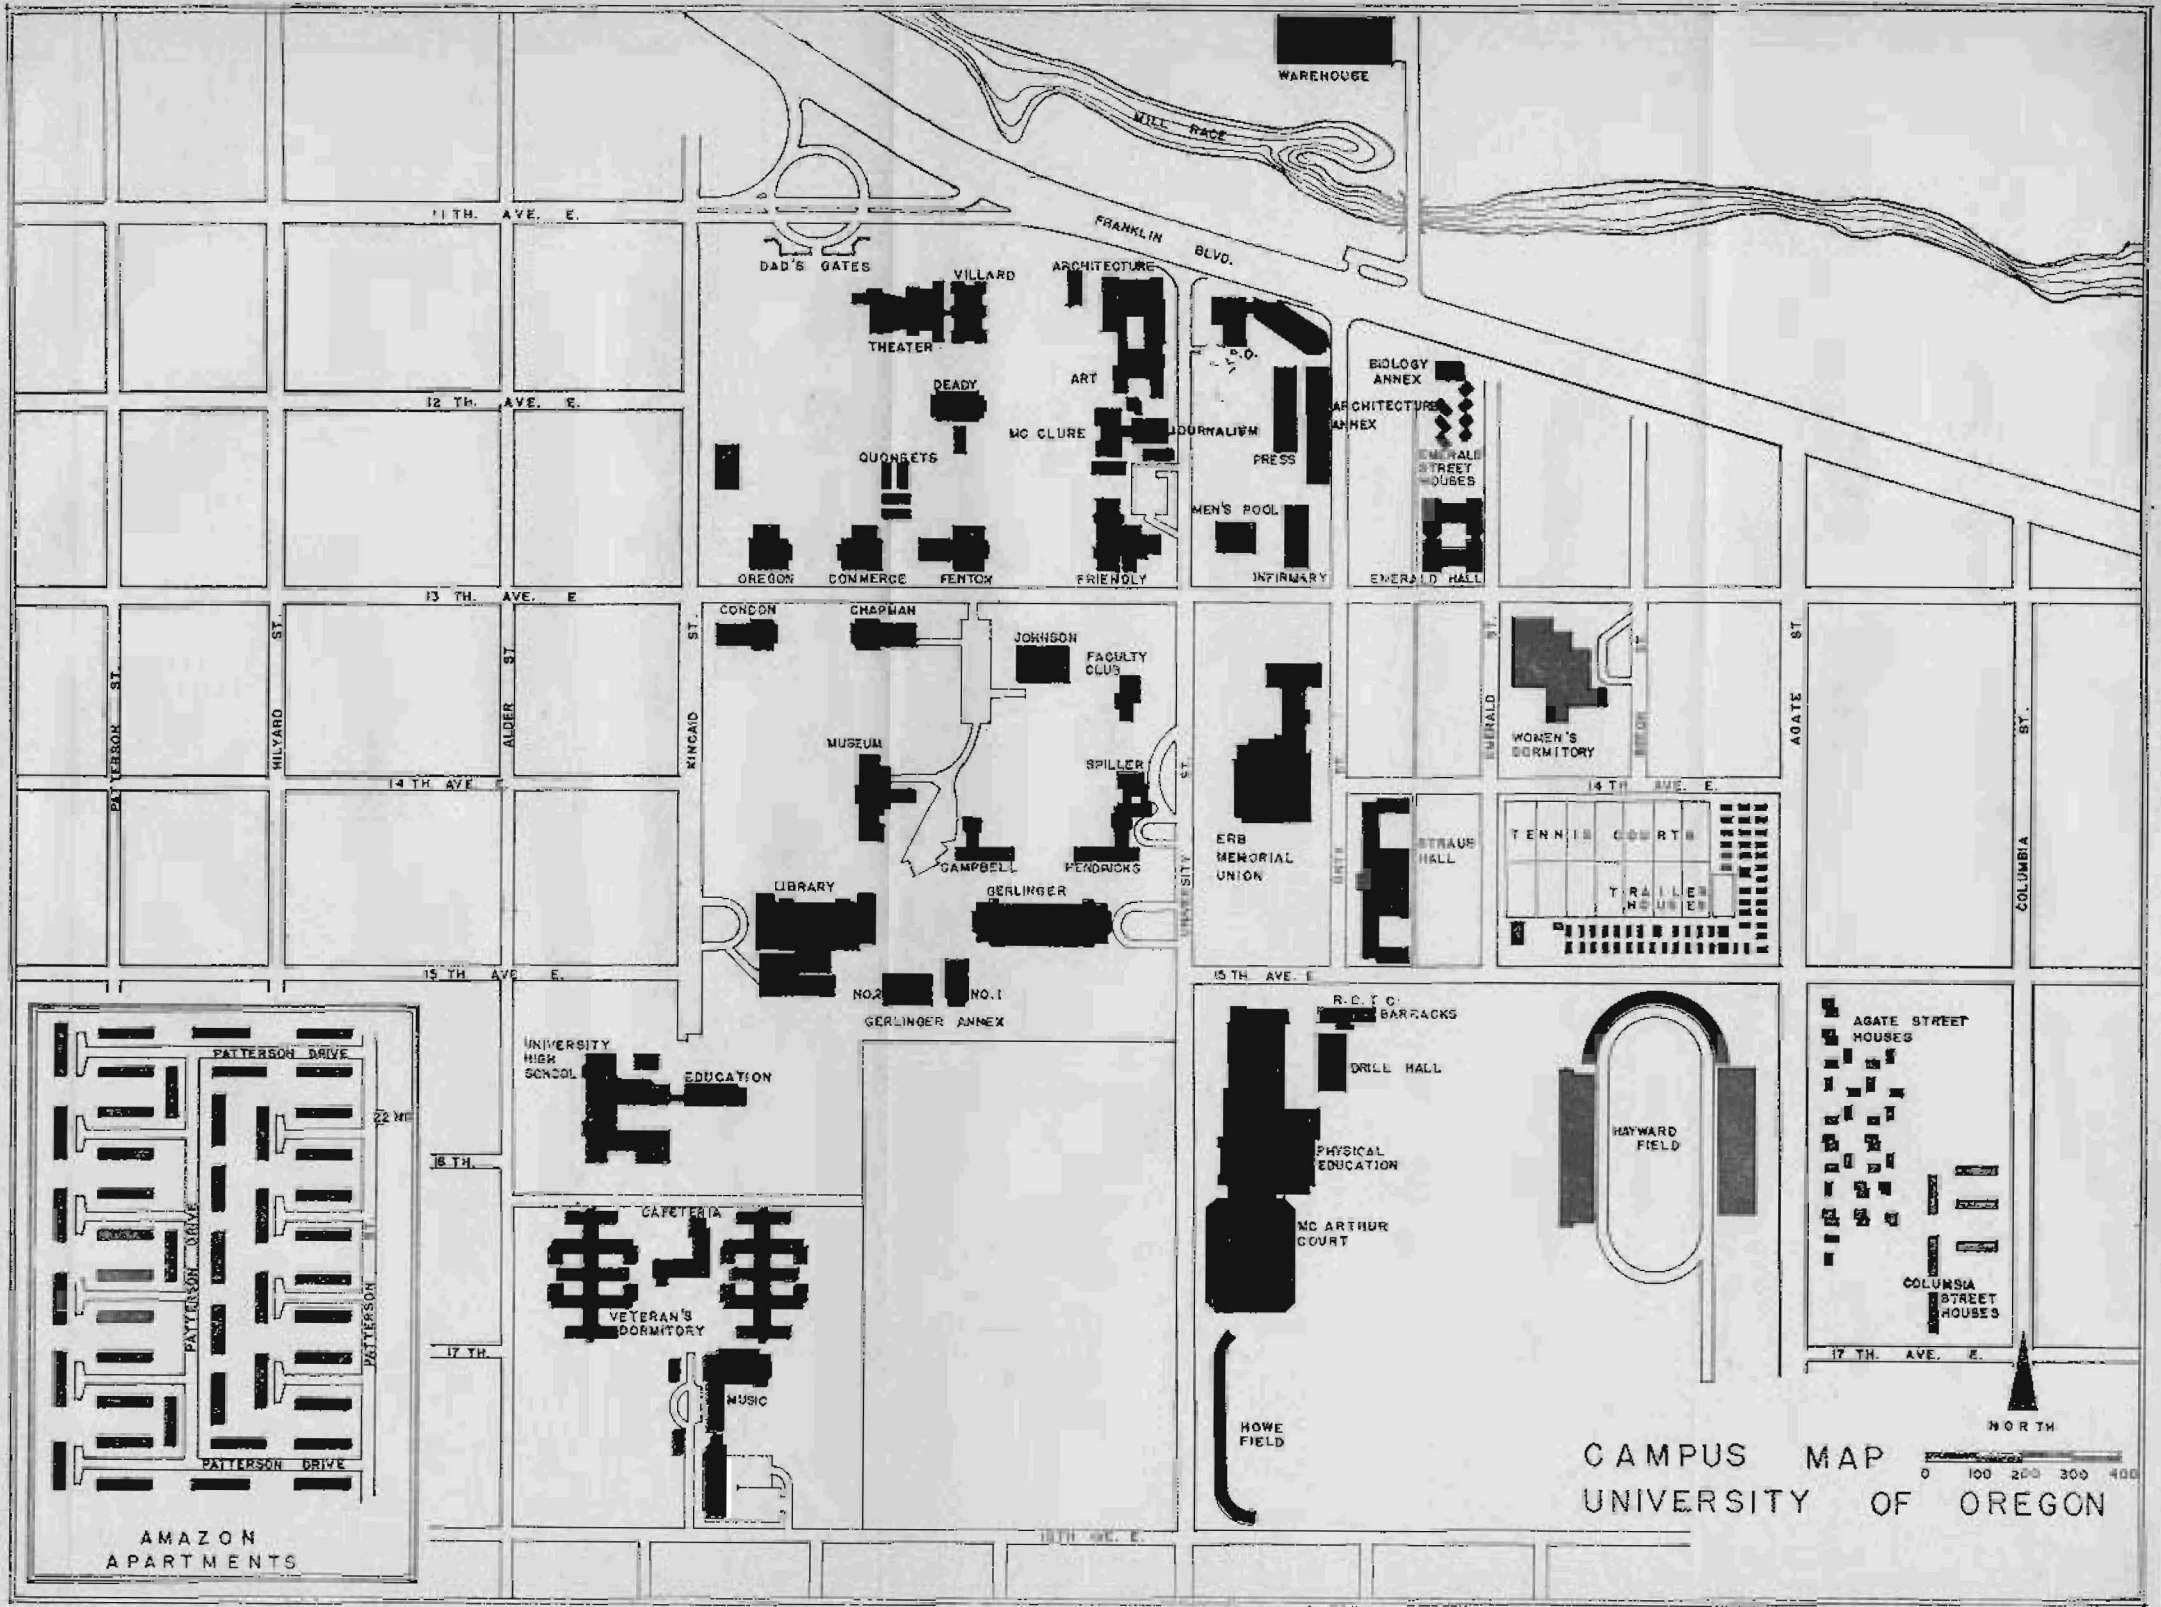 WAREHOUSE
MILL RACE
11 TH. AVE. E.
FRANKLIN BLVD.
DAD'S GATES
VILLARD
ARCHITECTURE
THEATER
P.O.
BIOLOGY
ANNEX
ART
DEADY
12 TH. AVE. E.
ARCHITECTURE
ANNEX
MC CLURE
JOURNALISM
QUONSETS
PRESS
EMERALD
STREET
HOUSES
MEN'S POOL
OREGON
COMMERCE
FENTON
FRIENDLY
INFIRMARY
EMERALD HALL
13 TH. AVE. E
CONDON
CHAPMAN
JOHNSON
FACULTY
CLUB
PATTERSON ST.
HILYARD ST.
ALDER ST
KINCAID ST.
EMERALD ST.
AGATE ST
COLUMBIA ST.
UNIVERSITY ST.
WOMEN'S
DORMITORY
MUSEUM
SPILLER
14 TH AVE E
14 TH AVE. E.
ERB
MEMORIAL
UNION
STRAUB
HALL
TENNIS COURTS
TRAILER
HOUSES
CAMPBELL
HENDRICKS
LIBRARY
GERLINGER
15 TH AVE E.
15 TH AVE. E
NO.2
NO.1
GERLINGER ANNEX
R.O.T.C.
BARRACKS
DRILL HALL
AGATE STREET
HOUSES
UNIVERSITY
HIGH
SCHOOL
EDUCATION
PATTERSON DRIVE
22 ND
HAYWARD
FIELD
PHYSICAL
EDUCATION
16 TH.
PATTERSON DRIVE
PATTERSON ST
CAFETERIA
MC ARTHUR
COURT
COLUMBIA
STREET
HOUSES
VETERAN'S
DORMITORY
17 TH.
17 TH. AVE. E.
MUSIC
HOWE
FIELD
NORTH
PATTERSON DRIVE
CAMPUS MAP
0 100 200 300 400
UNIVERSITY OF OREGON
AMAZON
APARTMENTS
18TH AVE. E.